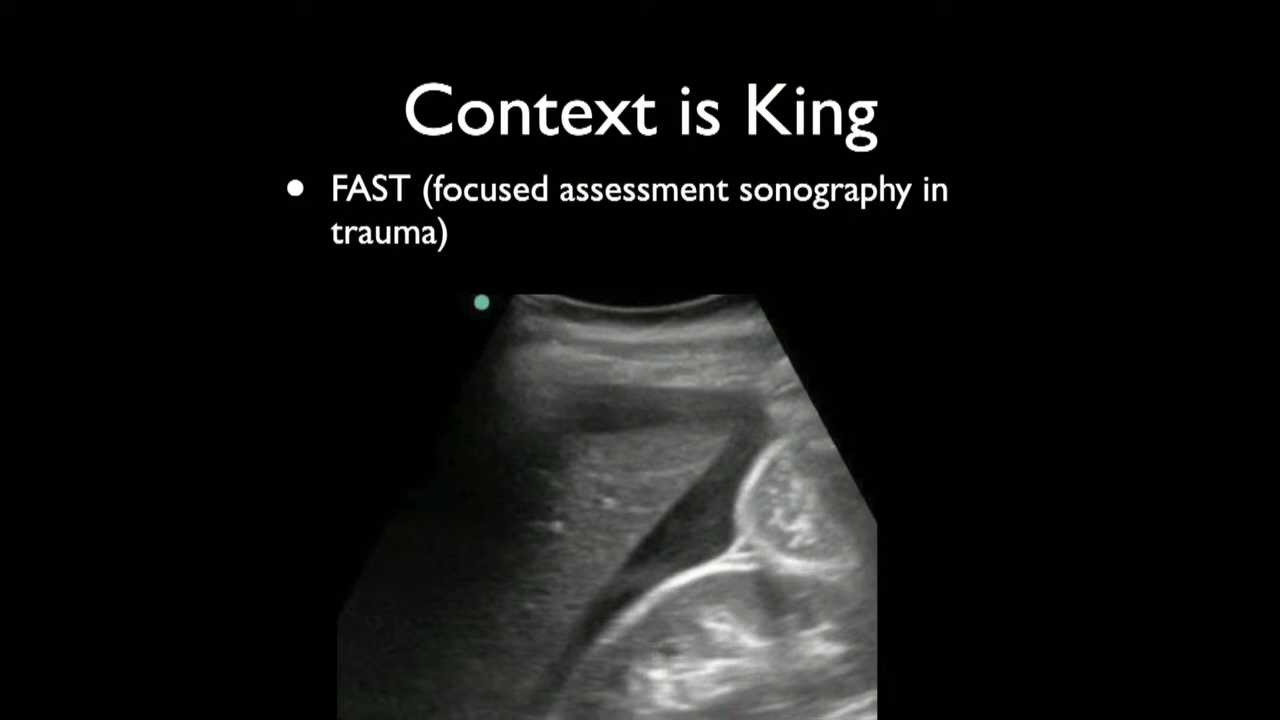 Context is King
• FAST (focused assessment sonography in
trauma)